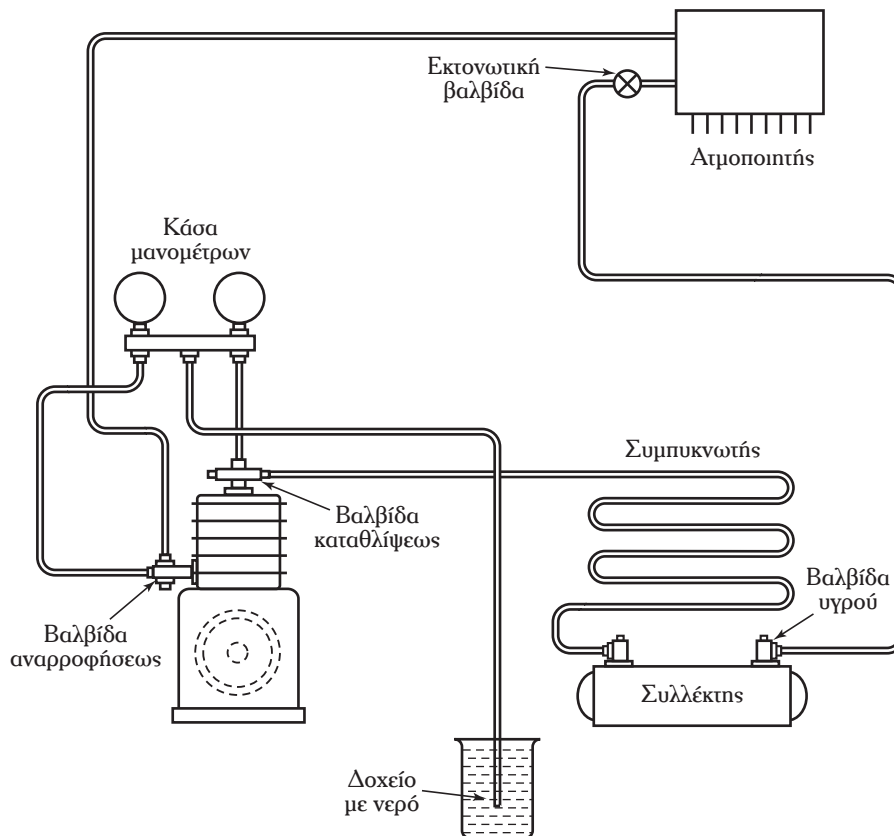 Εκτονωτική
βαλβίδα
Ατμοποιητής
Κάσα
μανομέτρων
Συμπυκνωτής
Βαλβίδα
καταθλίψεως
Βαλβίδα
υγρού
Βαλβίδα
αναρροφήσεως
Συλλέκτης
Δοχείο
με νερό